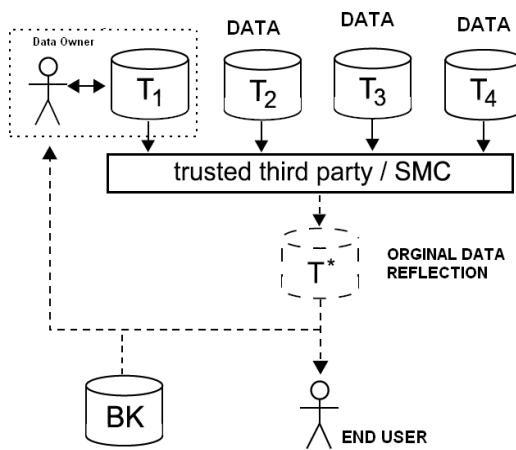 Data Owner
DATA
DATA
DATA
T1
T2
T3
T4
trusted third party / SMC
T*
ORGINAL DATA
REFLECTION
BK
END USER